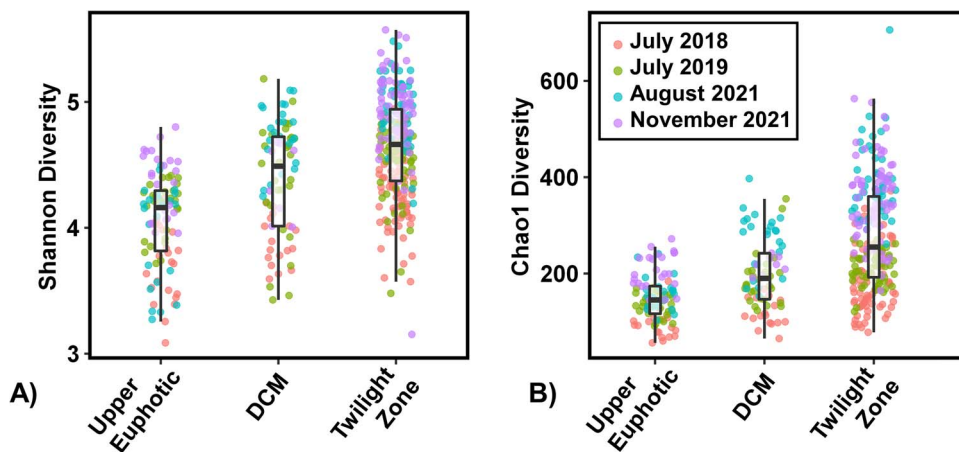 Shannon Diversity
5
4
3
Upper
Euphotic
DCM
Twilight
Zone
A)
Chao1 Diversity
600
400
200
July 2018
July 2019
August 2021
November 2021
Upper
Euphotic
DCM
Twilight
Zone
B)